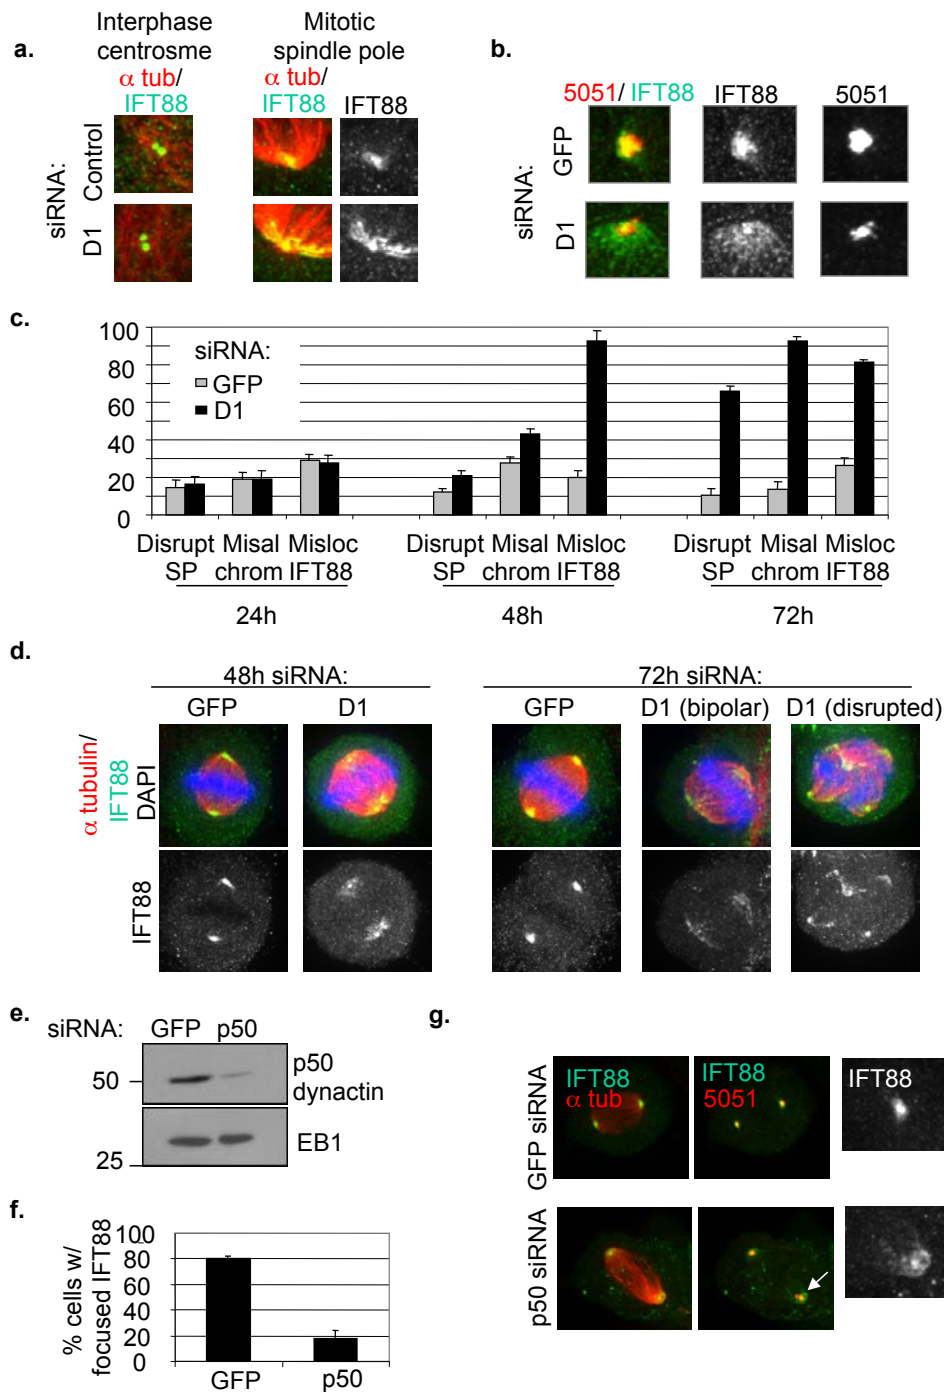 a.
Interphase
centrosme
α tub/
IFT88
Mitotic
spindle pole
α tub/
IFT88
IFT88
siRNA:
Control
D1
b.
5051/ IFT88
IFT88
5051
siRNA:
GFP
D1
c.
100
80
60
40
20
0
siRNA:
GFP
D1
Disrupt Misal Misloc
SP chrom IFT88
24h
Disrupt Misal Misloc
SP chrom IFT88
48h
Disrupt Misal Misloc
SP chrom IFT88
72h
d.
48h siRNA:
GFP
D1
72h siRNA:
GFP
D1 (bipolar)
D1 (disrupted)
α tubulin/
IFT88
DAPI
IFT88
e.
siRNA:
GFP p50
50
p50
dynactin
EB1
25
f.
% cells w/
focused IFT88
100
80
60
40
20
0
GFP
p50
g.
GFP siRNA
IFT88
α tub
IFT88
5051
IFT88
p50 siRNA